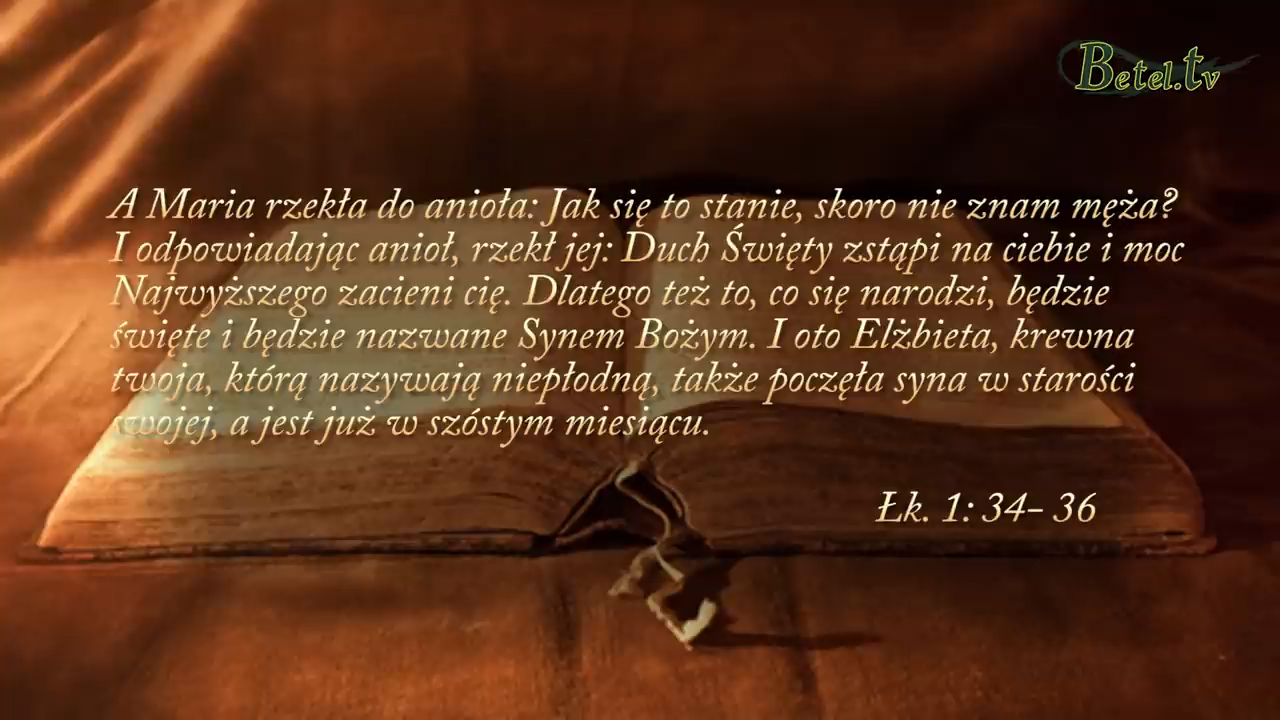 Betel.tv
A Maria rzekła do anioła: Jak się to stanie, skoro nie znam męża?
I odpowiadając anioł, rzekł jej: Duch Święty zstąpi na ciebie i moc
Najwyższego zacieni cię. Dlatego też to, co się narodzi, będzie
święte i będzie nazwane Synem Bożym. I oto Elżbieta, krewna
twoja, którą nazywają niepłodną, także poczęła syna w starości
swojej, a jest już w szóstym miesiącu.
Łk. 1: 34- 36